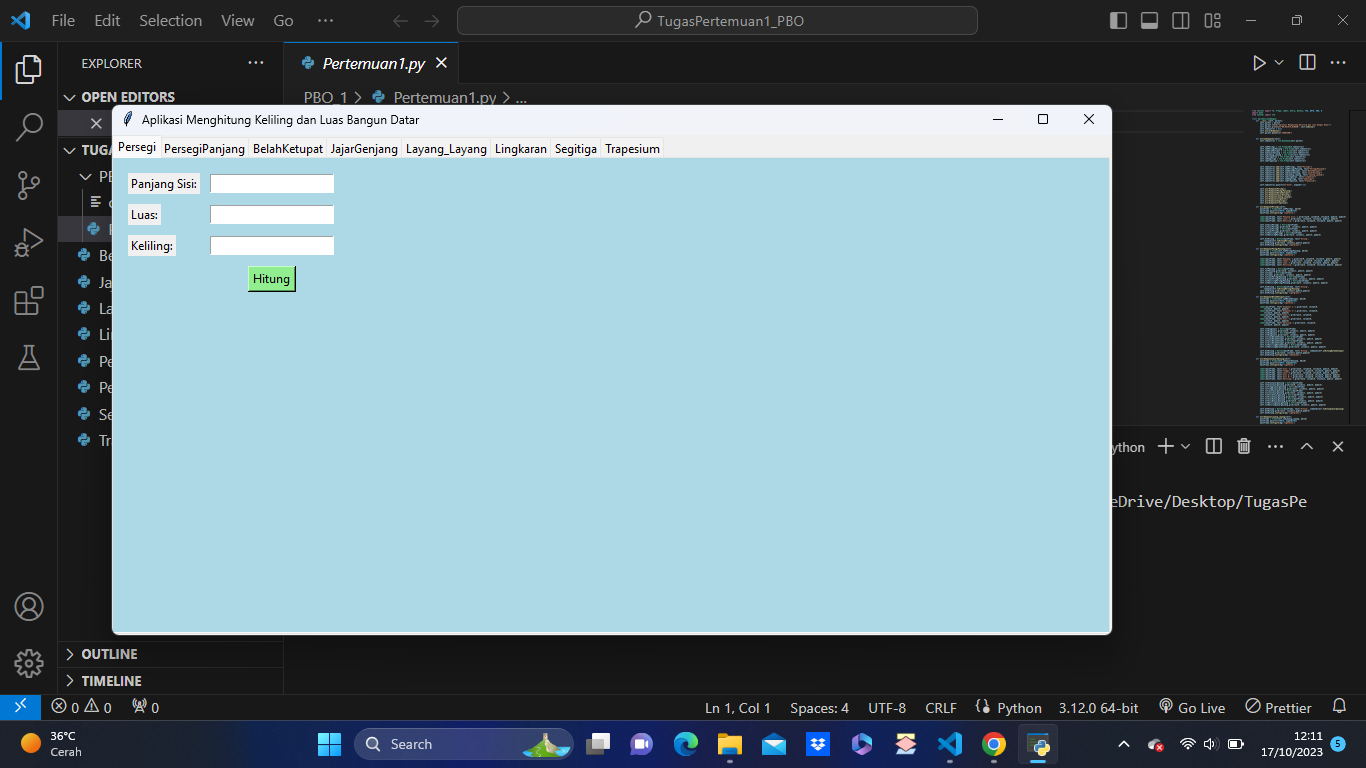 File Edit Selection View Go ··· TugasPertemuan1_PBO
EXPLORER ··· Pertemuan1.py
OPEN EDITORS PBO_1 > Pertemuan1.py > ...
Aplikasi Menghitung Keliling dan Luas Bangun Datar
Persegi PersegiPanjang BelahKetupat JajarGenjang Layang_Layang Lingkaran Segitiga Trapesium
Panjang Sisi:
Luas:
Keliling:
Hitung
TUGA
PE
Be
Ja
La
Lin
Pe
Pe
Se
Tr
ython
eDrive/Desktop/TugasPe
OUTLINE
TIMELINE
0 0 0 Ln 1, Col 1 Spaces: 4 UTF-8 CRLF Python 3.12.0 64-bit Go Live Prettier
36°C
Cerah
Search
12:11
17/10/2023
5